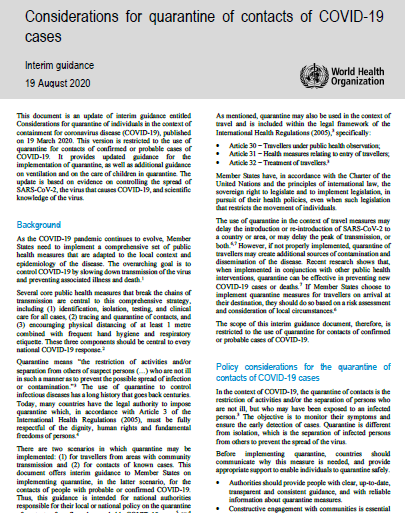 Considerations for quarantine of contacts of COVID-19
cases
Interim guidance
19 August 2020
World Health
Organization
This document is an update of interim guidance entitled
Considerations for quarantine of individuals in the context of
containment for coronavirus disease (COVID-19), published
on 19 March 2020. This version is restricted to the use of
quarantine for contacts of confirmed or probable cases of
COVID-19. It provides updated guidance for the
implementation of quarantine, as well as additional guidance
on ventilation and on the care of children in quarantine. The
update is based on evidence on controlling the spread of
SARS-CoV-2, the virus that causes COVID-19, and scientific
knowledge of the virus.
Background
As the COVID-19 pandemic continues to evolve, Member
States need to implement a comprehensive set of public
health measures that are adapted to the local context and
epidemiology of the disease. The overarching goal is to
control COVID-19 by slowing down transmission of the virus
and preventing associated illness and death.¹
Several core public health measures that break the chains of
transmission are central to this comprehensive strategy,
including (1) identification, isolation, testing, and clinical
care for all cases, (2) tracing and quarantine of contacts, and
(3) encouraging physical distancing of at least 1 metre
combined with frequent hand hygiene and respiratory
etiquette. These three components should be central to every
national COVID-19 response.²
Quarantine means “the restriction of activities and/or
separation from others of suspect persons (…) who are not ill
in such a manner as to prevent the possible spread of infection
or contamination.”³ The use of quarantine to control
infectious diseases has a long history that goes back centuries.
Today, many countries have the legal authority to impose
quarantine which, in accordance with Article 3 of the
International Health Regulations (2005), must be fully
respectful of the dignity, human rights and fundamental
freedoms of persons.⁴
There are two scenarios in which quarantine may be
implemented: (1) for travellers from areas with community
transmission and (2) for contacts of known cases. This
document offers interim guidance to Member States on
implementing quarantine, in the latter scenario, for the
contacts of people with probable or confirmed COVID-19.
Thus, this guidance is intended for national authorities
responsible for their local or national policy on the quarantine
As mentioned, quarantine may also be used in the context of
travel and is included within the legal framework of the
International Health Regulations (2005),³ specifically:
• Article 30 – Travellers under public health observation;
• Article 31 – Health measures relating to entry of travellers;
• Article 32 – Treatment of travellers.³
Member States have, in accordance with the Charter of the
United Nations and the principles of international law, the
sovereign right to legislate and to implement legislation, in
pursuit of their health policies, even when such legislation
that restricts the movement of individuals.
The use of quarantine in the context of travel measures may
delay the introduction or re-introduction of SARS-CoV-2 to
a country or area, or may delay the peak of transmission, or
both.⁶,⁷ However, if not properly implemented, quarantine of
travellers may create additional sources of contamination and
dissemination of the disease. Recent research shows that,
when implemented in conjunction with other public health
interventions, quarantine can be effective in preventing new
COVID-19 cases or deaths.⁷ If Member States choose to
implement quarantine measures for travellers on arrival at
their destination, they should do so based on a risk assessment
and consideration of local circumstances.⁶
The scope of this interim guidance document, therefore, is
restricted to the use of quarantine for contacts of confirmed
or probable cases of COVID-19.
Policy considerations for the quarantine of
contacts of COVID-19 cases
In the context of COVID-19, the quarantine of contacts is the
restriction of activities and/or the separation of persons who
are not ill, but who may have been exposed to an infected
person.³ The objective is to monitor their symptoms and
ensure the early detection of cases. Quarantine is different
from isolation, which is the separation of infected persons
from others to prevent the spread of the virus.
Before implementing quarantine, countries should
communicate why this measure is needed, and provide
appropriate support to enable individuals to quarantine safely.
• Authorities should provide people with clear, up-to-date,
transparent and consistent guidance, and with reliable
information about quarantine measures.
• Constructive engagement with communities is essential